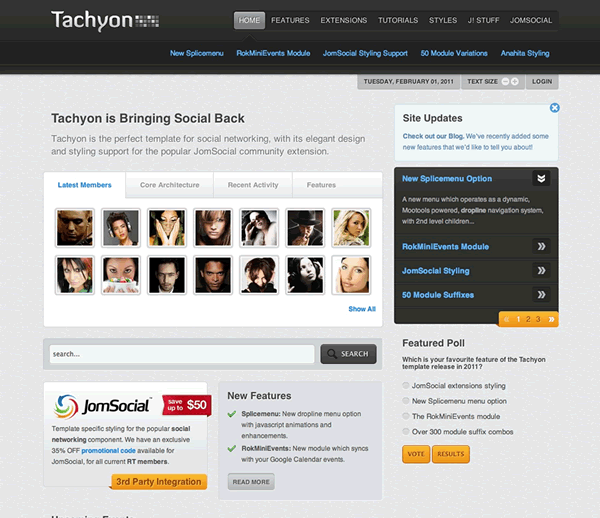 Tachyon
HOME FEATURES EXTENSIONS TUTORIALS STYLES J! STUFF JOMSOCIAL
New Splicemenu RokMiniEvents Module JomSocial Styling Support 50 Module Variations Anahita Styling
TUESDAY, FEBRUARY 01, 2011 TEXT SIZE LOGIN
Tachyon is Bringing Social Back
Tachyon is the perfect template for social networking, with its elegant design
and styling support for the popular JomSocial community extension.
Latest Members Core Architecture Recent Activity Features
Show All
search...
SEARCH
JomSocial
save
up to $50
Template specific styling for the popular
social networking component. We have an exclusive
35% OFF promotional code available for
JomSocial, for all current RT members.
3rd Party Integration
New Features
Splicemenu: New dropline menu option
with javascript animations and
enhancements.
RokMiniEvents: New module which syncs
with your Google Calendar events.
READ MORE
Site Updates
Check out our Blog. We've recently added some
new features that we'd like to tell you about!
New Splicemenu Option
A new menu which operates as a dynamic,
Mootools powered, dropline navigation system,
with 2nd level children...
RokMiniEvents Module
JomSocial Styling
50 Module Suffixes
« 1 2 3 »
Featured Poll
Which is your favourite feature of the Tachyon
template release in 2011?
JomSocial extensions styling
New Splicemenu menu option
The RokMiniEvents module
Over 300 module suffix combos
VOTE RESULTS